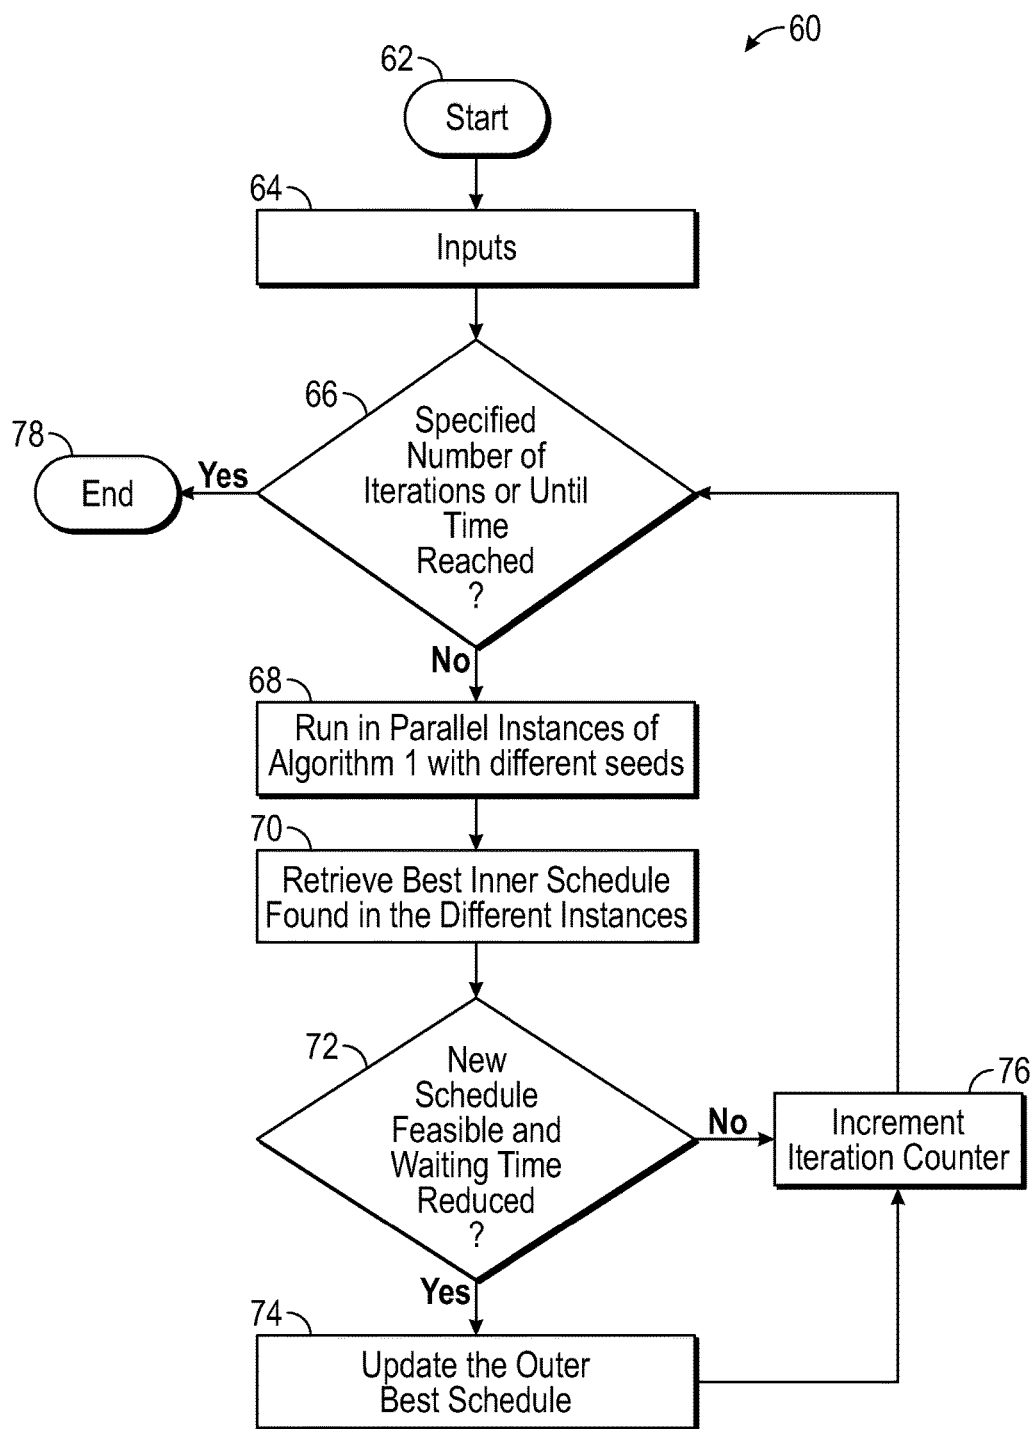 60
62
Start
64
Inputs
66
Specified
Number of
Iterations or Until
Time
Reached
?
78
End
Yes
No
68
Run in Parallel Instances of
Algorithm 1 with different seeds
70
Retrieve Best Inner Schedule
Found in the Different Instances
72
New
Schedule
Feasible and
Waiting Time
Reduced
?
No
76
Increment
Iteration Counter
Yes
74
Update the Outer
Best Schedule